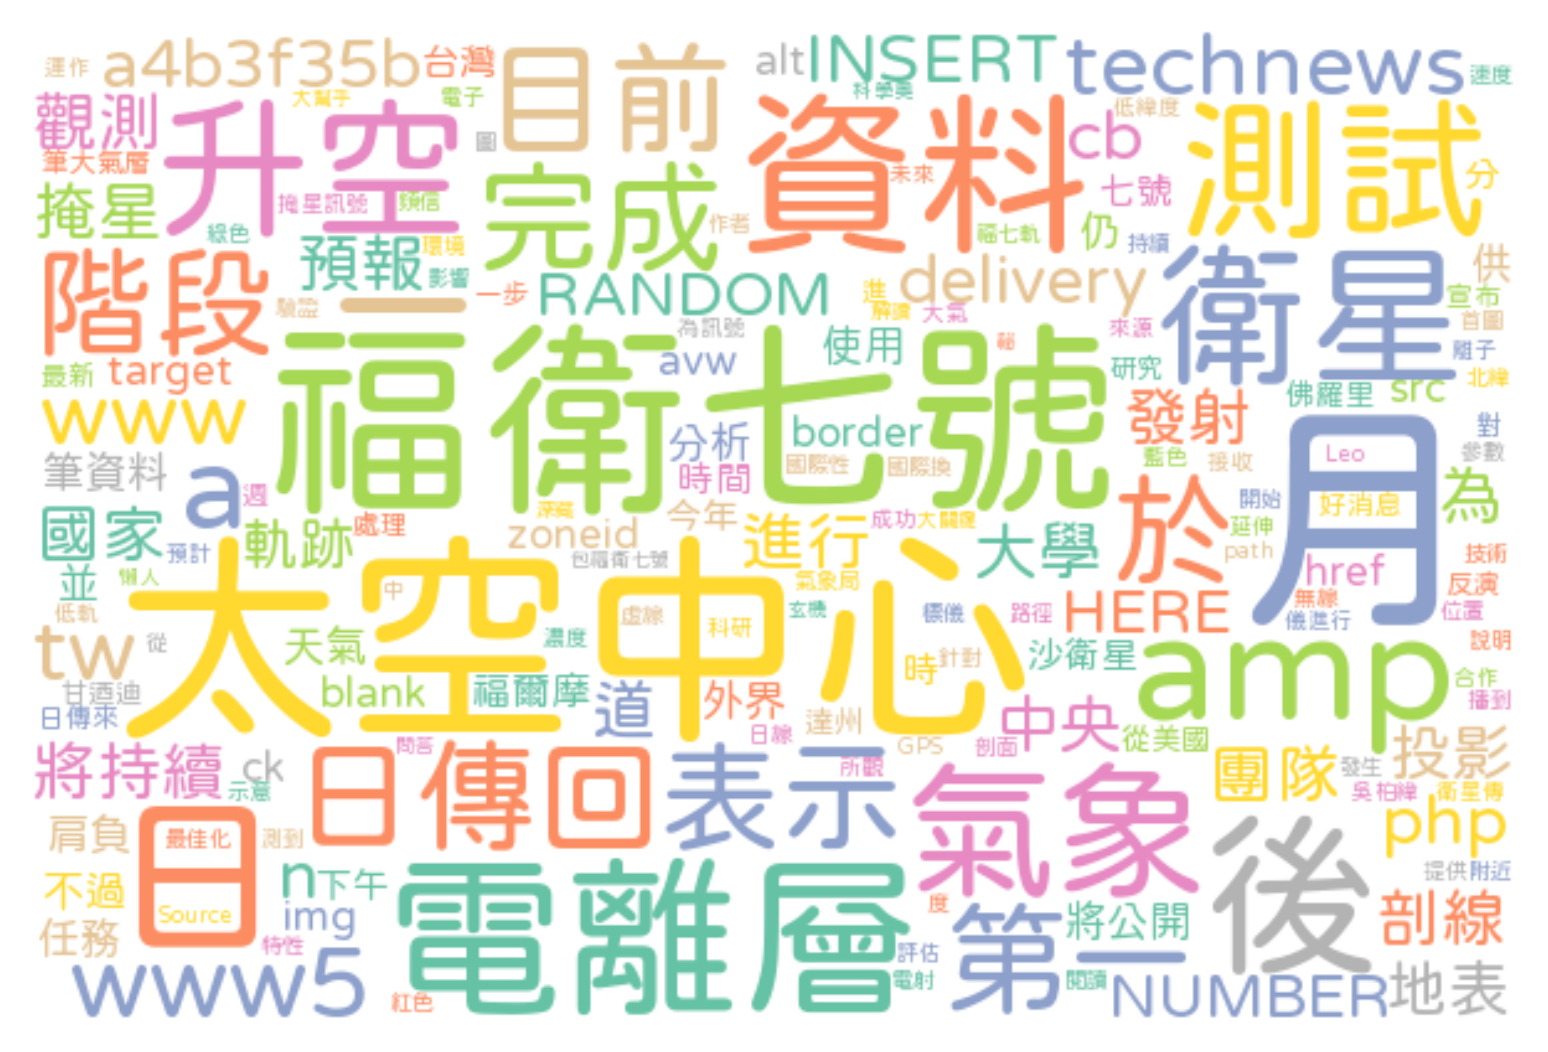 運作 a4b3f35b 台灣 目前 alt INSERT technews 速度
觀測 升空 大幫手 電子 資料 低緯度 測試
筆大氣層 圖 cb
掩星 掩星訊號 完成 未來 七號 分
綠色 預報 環境 作者 福七軌 仍 持續 衛星 供
階段 影響 一步 RANDOM 進 delivery 宣布
一 解讀 大氣 首圖
最新 target 福衛七號 為訊號 使用 來源 離子
avw 研究 北緯
www 佛羅里 src
筆資料 分析 border 發射 月 對
a 週 時間 國際性 國際換 藍色 接收 Leo 參數
國家 軌跡 處理 深藏 今年 成功 於 開始 好消息 為
預計 zoneid 進行 大學 延伸
並 懶人 包福衛七號 path 技術
太空中心 中 氣象局 href 反演
低軌 虛線 玄機 標儀 路徑 HERE 無線 位置
tw 從 天氣 濃度 科研 儀進行 說明
時 針對 沙衛星 amp 合作
甘迺迪 blank 福爾摩 道 外界 播到
日傳來 日線 達州 中央 從美國
將持續 ck 問答 GPS 剖面 團隊 發生 投影
示意 日傳回 表示 所觀 氣象 吳柏緯 衛星傳
肩負 日 最佳化 測到 後 php
不過 n 下午 電離層 提供 附近
Source img 度 第一 將公開 剖線
任務 特性 評估
www5 紅色 電射 閱讀 NUMBER 地表